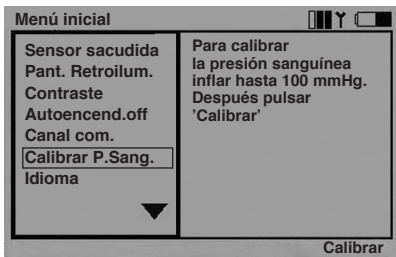 Menú inicial
Sensor sacudida
Pant. Retroilum.
Contraste
Autoencend.off
Canal com.
Calibrar P.Sang.
Idioma
Para calibrar
la presión sanguínea
inflar hasta 100 mmHg.
Después pulsar
'Calibrar'
Calibrar